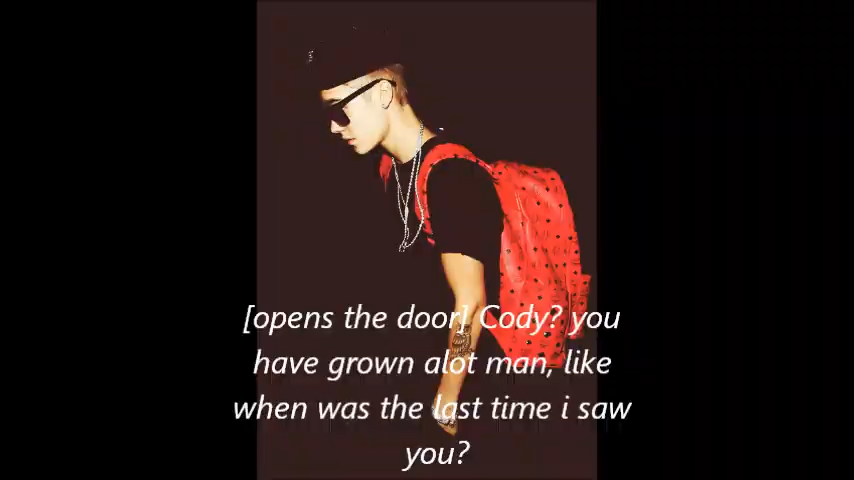 [opens the door] Cody? you
have grown alot man, like
when was the last time i saw
you?